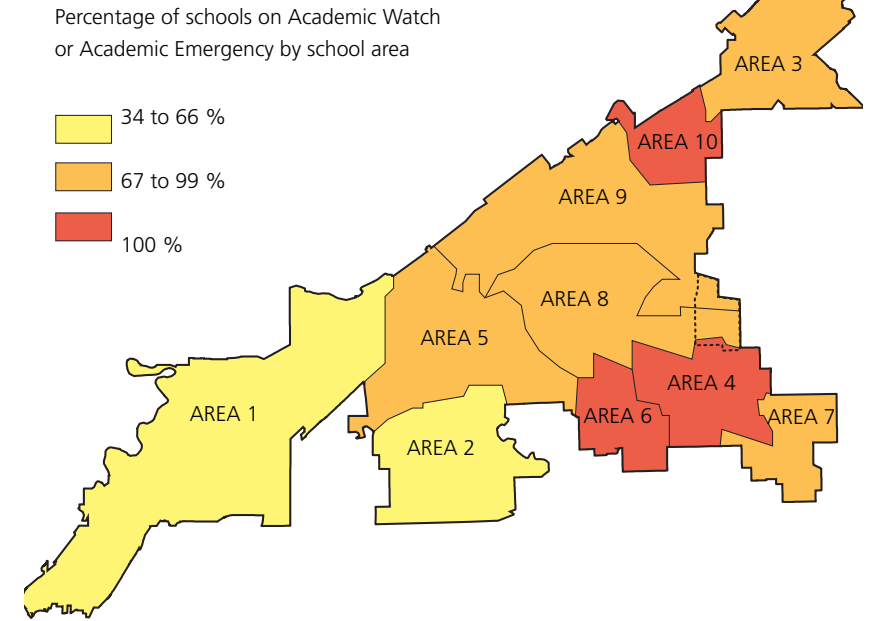 Percentage of schools on Academic Watch
or Academic Emergency by school area
34 to 66 %
67 to 99 %
100 %
AREA 3
AREA 10
AREA 9
AREA 8
AREA 5
AREA 4
AREA 1
AREA 6
AREA 7
AREA 2